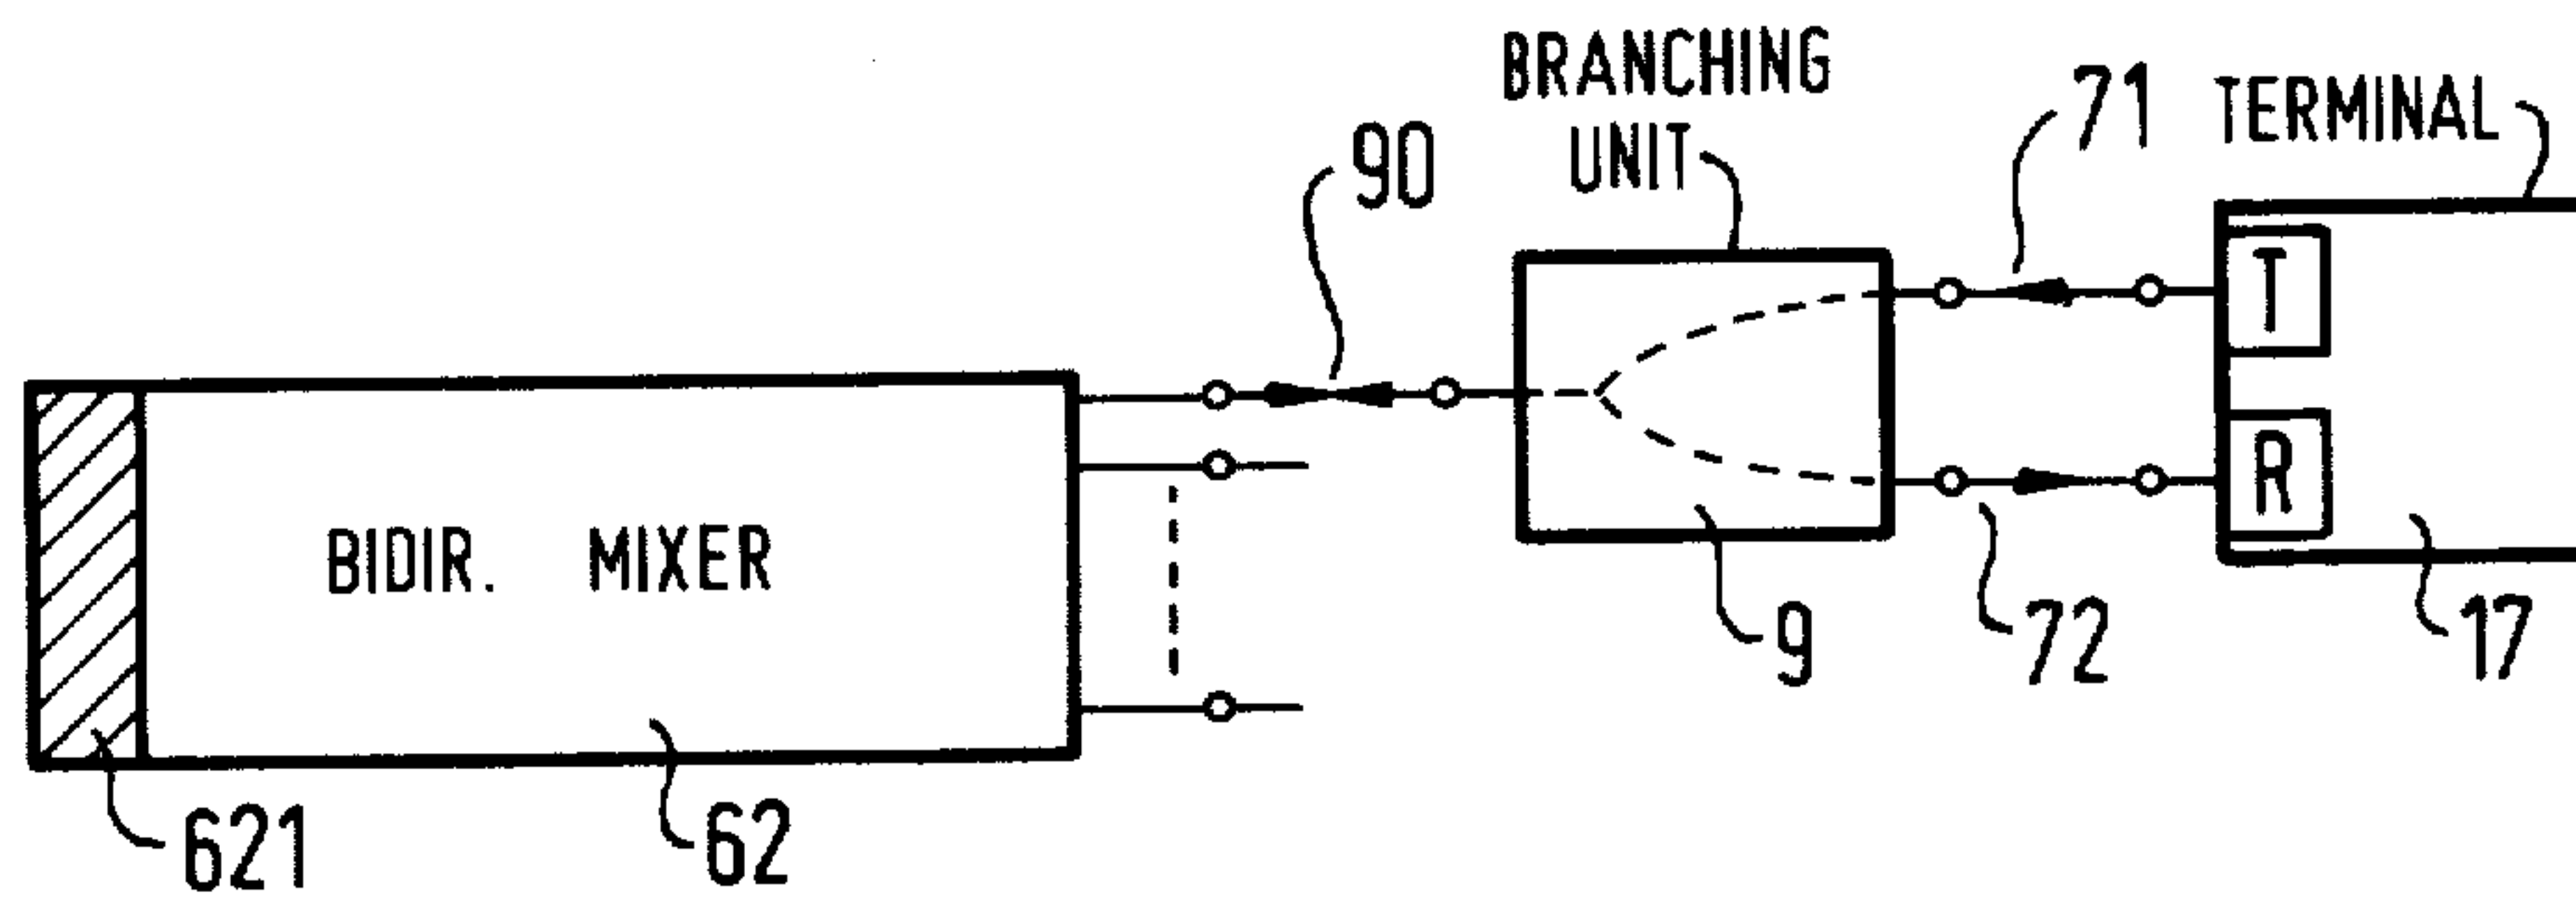 BRANCHING
UNIT
90
71
TERMINAL
T
R
BIDIR. MIXER
9
72
17
621
62